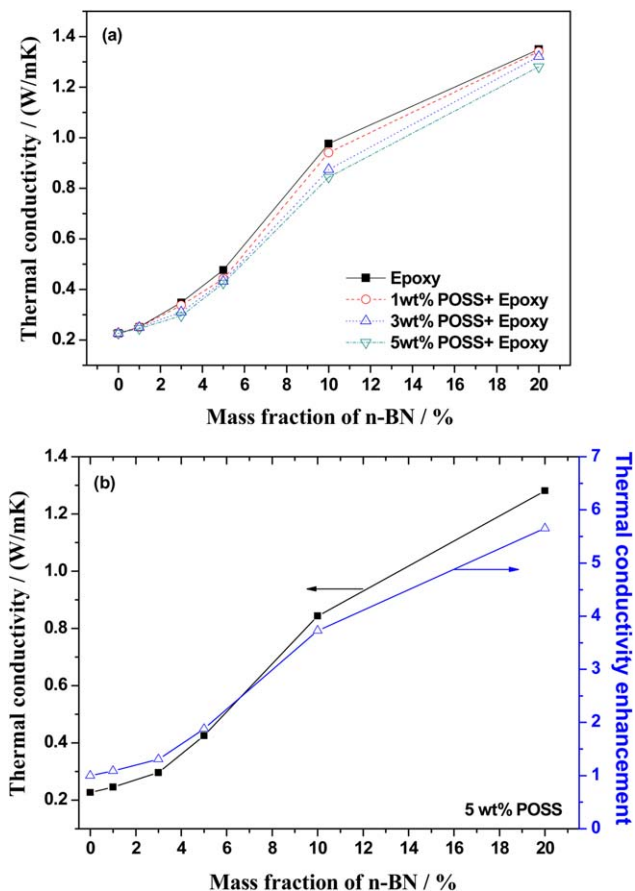 (a)
1.4
1.2
1.0
0.8
0.6
0.4
0.2
Thermal conductivity / (W/mK)
Epoxy
1wt% POSS+ Epoxy
3wt% POSS+ Epoxy
5wt% POSS+ Epoxy
0 2 4 6 8 10 12 14 16 18 20
Mass fraction of n-BN / %
(b)
1.4
1.2
1.0
0.8
0.6
0.4
0.2
Thermal conductivity / (W/mK)
7
6
5
4
3
2
1
0
Thermal conductivity enhancement
5 wt% POSS
0 2 4 6 8 10 12 14 16 18 20
Mass fraction of n-BN / %